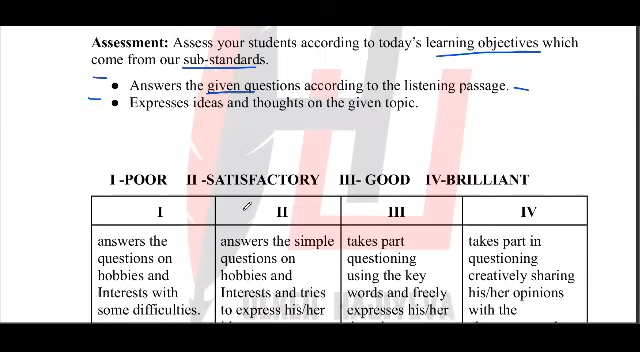 Assessment: Assess your students according to today's learning objectives which
come from our sub-standards.
• Answers the given questions according to the listening passage.
• Expresses ideas and thoughts on the given topic.
I -POOR II -SATISFACTORY III- GOOD IV-BRILLIANT
I II III IV
answers the
questions on
hobbies and
Interests with
some difficulties.
answers the simple
questions on
hobbies and
Interests and tries
to express his/her
takes part
questioning
using the key
words and freely
expresses his/her
takes part in
questioning
creatively sharing
his/her opinions
with the